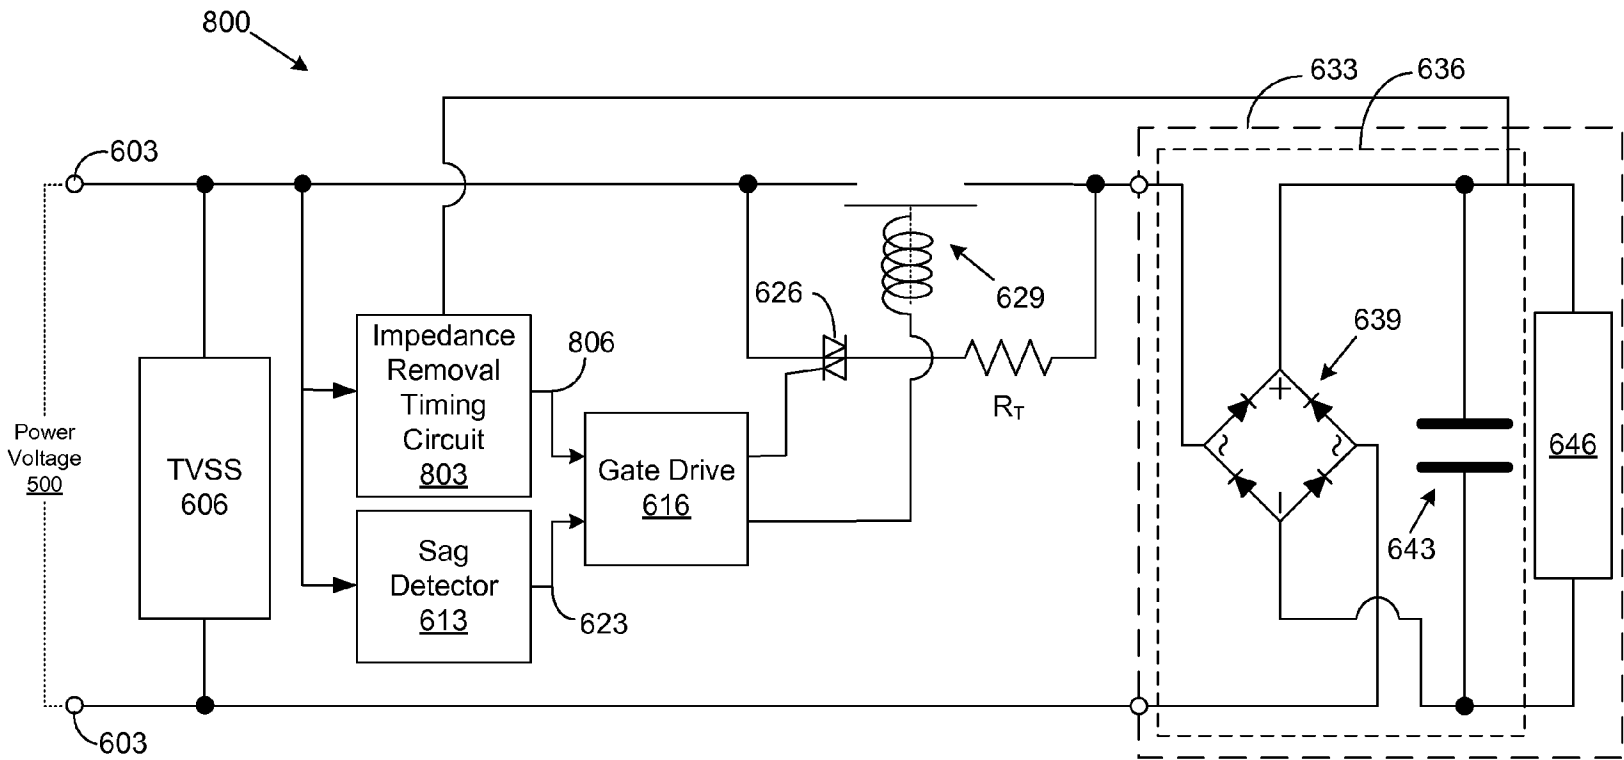 800
633
636
603
626
629
639
Impedance
Removal
Timing
Circuit
803
806
R_T
Power
Voltage
500
TVSS
606
Gate Drive
616
646
643
Sag
Detector
613
623
603